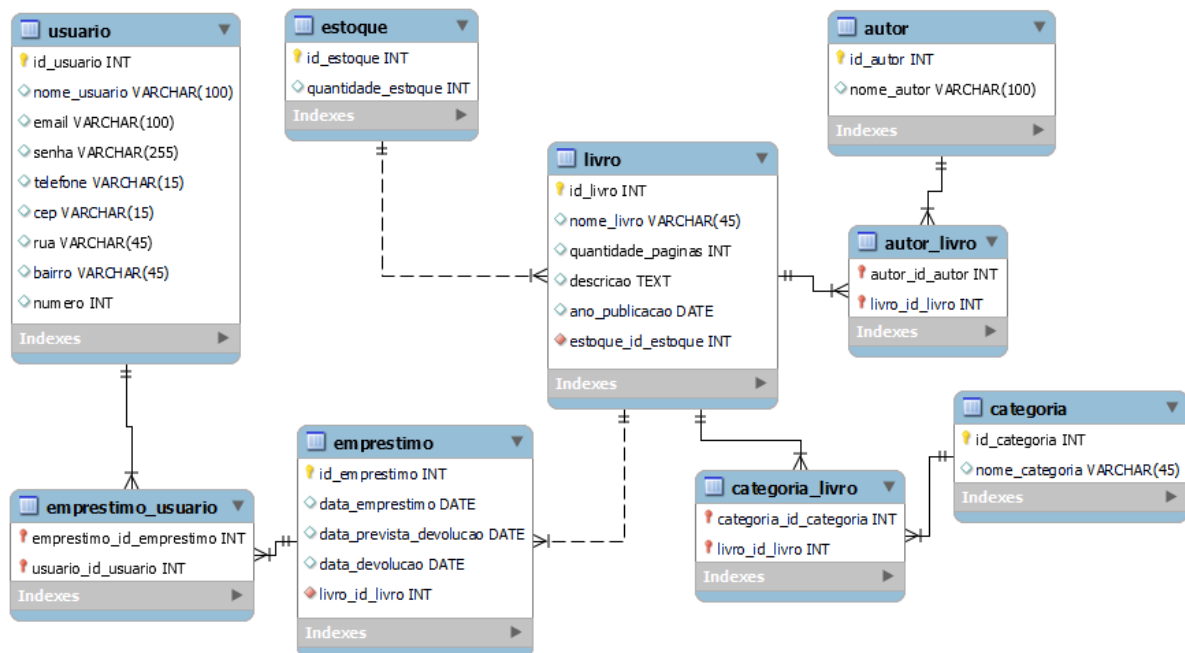 usuario
id_usuario INT
nome_usuario VARCHAR(100)
email VARCHAR(100)
senha VARCHAR(255)
telefone VARCHAR(15)
cep VARCHAR(15)
rua VARCHAR(45)
bairro VARCHAR(45)
numero INT
Indexes
estoque
id_estoque INT
quantidade_estoque INT
Indexes
autor
id_autor INT
nome_autor VARCHAR(100)
Indexes
livro
id_livro INT
nome_livro VARCHAR(45)
quantidade_paginas INT
descricao TEXT
ano_publicacao DATE
estoque_id_estoque INT
Indexes
autor_livro
autor_id_autor INT
livro_id_livro INT
Indexes
emprestimo_usuario
emprestimo_id_emprestimo INT
usuario_id_usuario INT
Indexes
emprestimo
id_emprestimo INT
data_emprestimo DATE
data_prevista_devolucao DATE
data_devolucao DATE
livro_id_livro INT
Indexes
categoria_livro
categoria_id_categoria INT
livro_id_livro INT
Indexes
categoria
id_categoria INT
nome_categoria VARCHAR(45)
Indexes